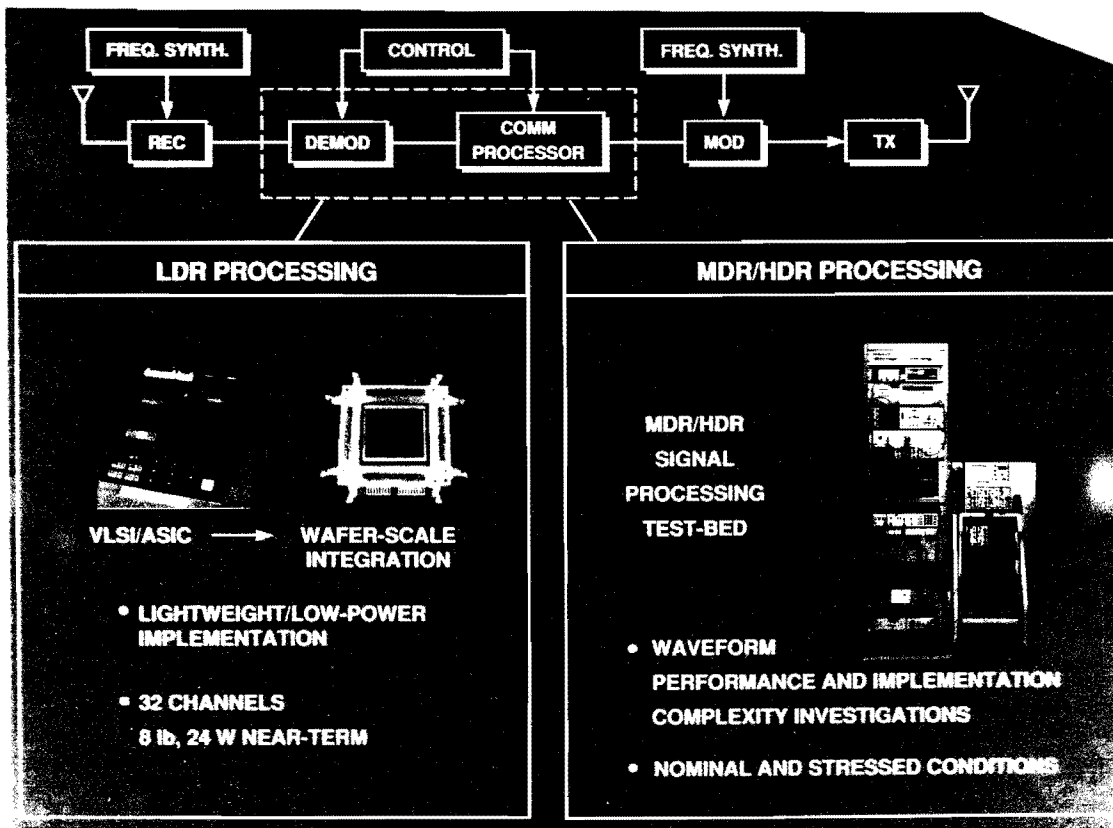 FREQ. SYNTH.
CONTROL
FREQ. SYNTH.
REC
DEMOD
COMM
PROCESSOR
MOD
TX
LDR PROCESSING
VLSI/ASIC
WAFER-SCALE
INTEGRATION
• LIGHTWEIGHT/LOW-POWER
IMPLEMENTATION
• 32 CHANNELS
8 lb, 24 W NEAR-TERM
MDR/HDR PROCESSING
MDR/HDR
SIGNAL
PROCESSING
TEST-BED
• WAVEFORM
PERFORMANCE AND IMPLEMENTATION
COMPLEXITY INVESTIGATIONS
• NOMINAL AND STRESSED CONDITIONS